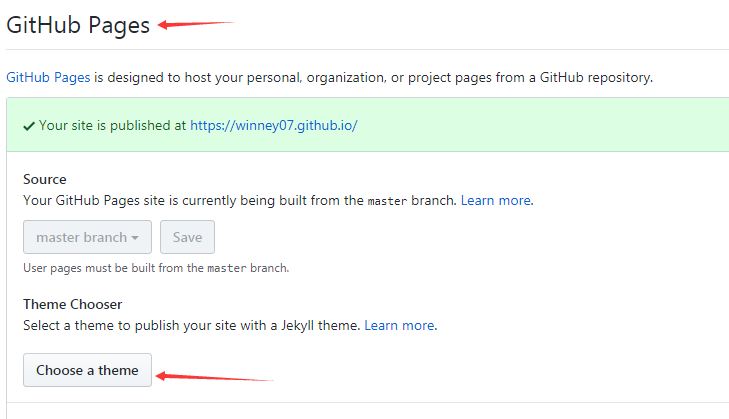 GitHub Pages
GitHub Pages is designed to host your personal, organization, or project pages from a GitHub repository.
Your site is published at https://winney07.github.io/
Source
Your GitHub Pages site is currently being built from the master branch. Learn more.
master branch Save
User pages must be built from the master branch.
Theme Chooser
Select a theme to publish your site with a Jekyll theme. Learn more.
Choose a theme